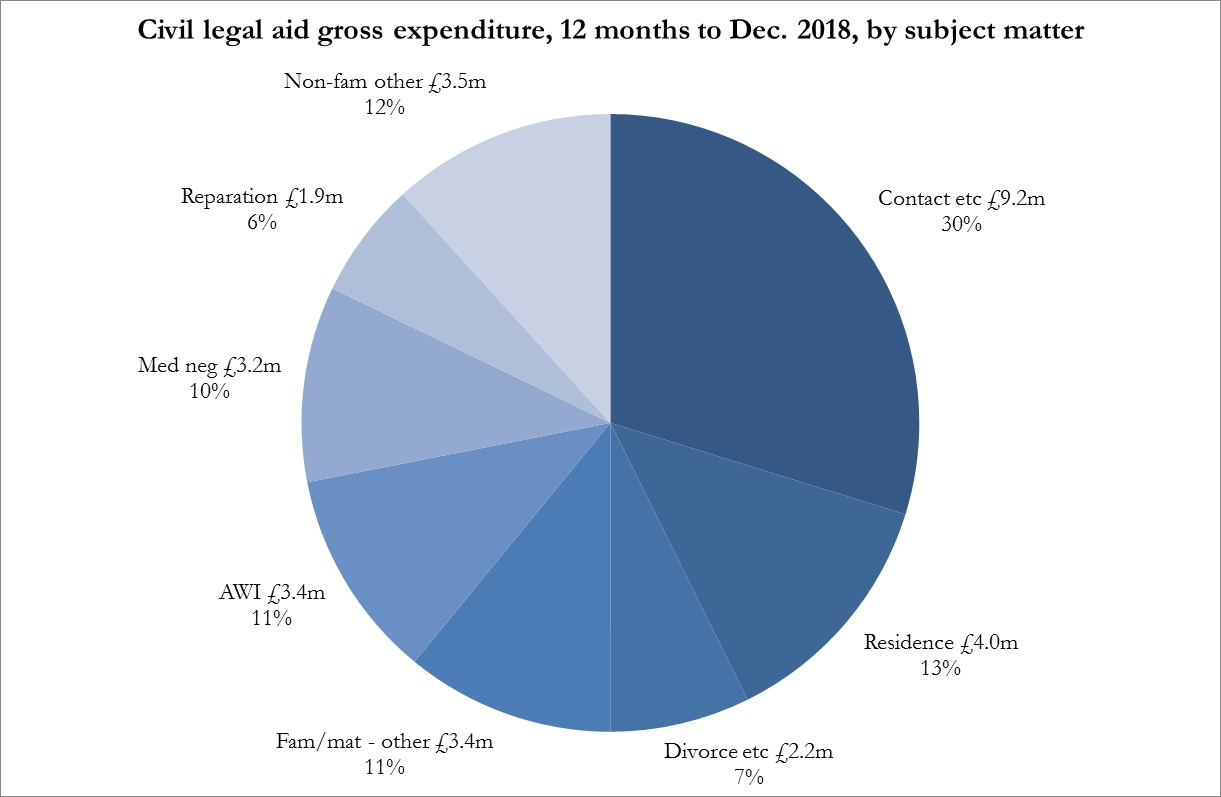 Civil legal aid gross expenditure, 12 months to Dec. 2018, by subject matter
Non-fam other £3.5m
12%
Contact etc £9.2m
30%
Reparation £1.9m
6%
Med neg £3.2m
10%
AWI £3.4m
11%
Residence £4.0m
13%
Fam/mat - other £3.4m
11%
Divorce etc £2.2m
7%